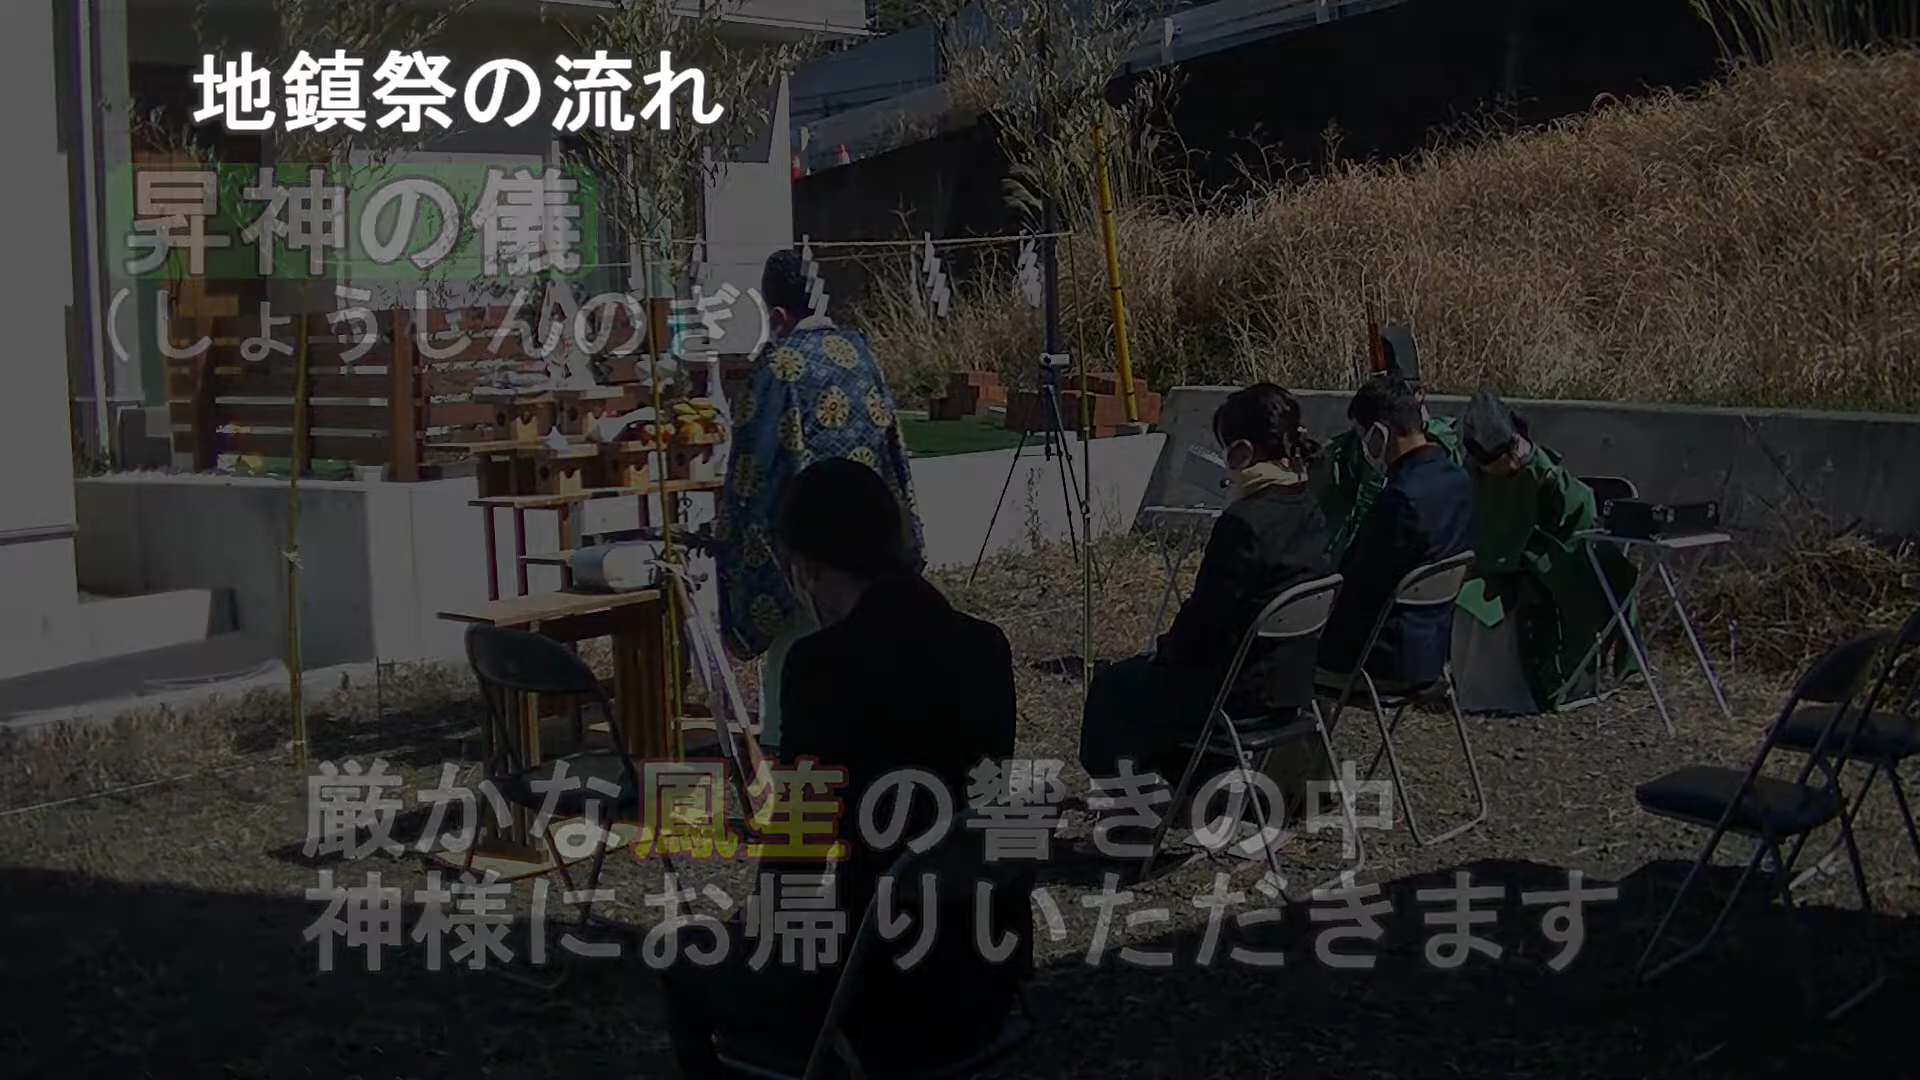 地鎮祭の流れ
昇神の儀
(しょうしんのぎ)
厳かな鳳笙の響きの中
神様にお帰りいただきます